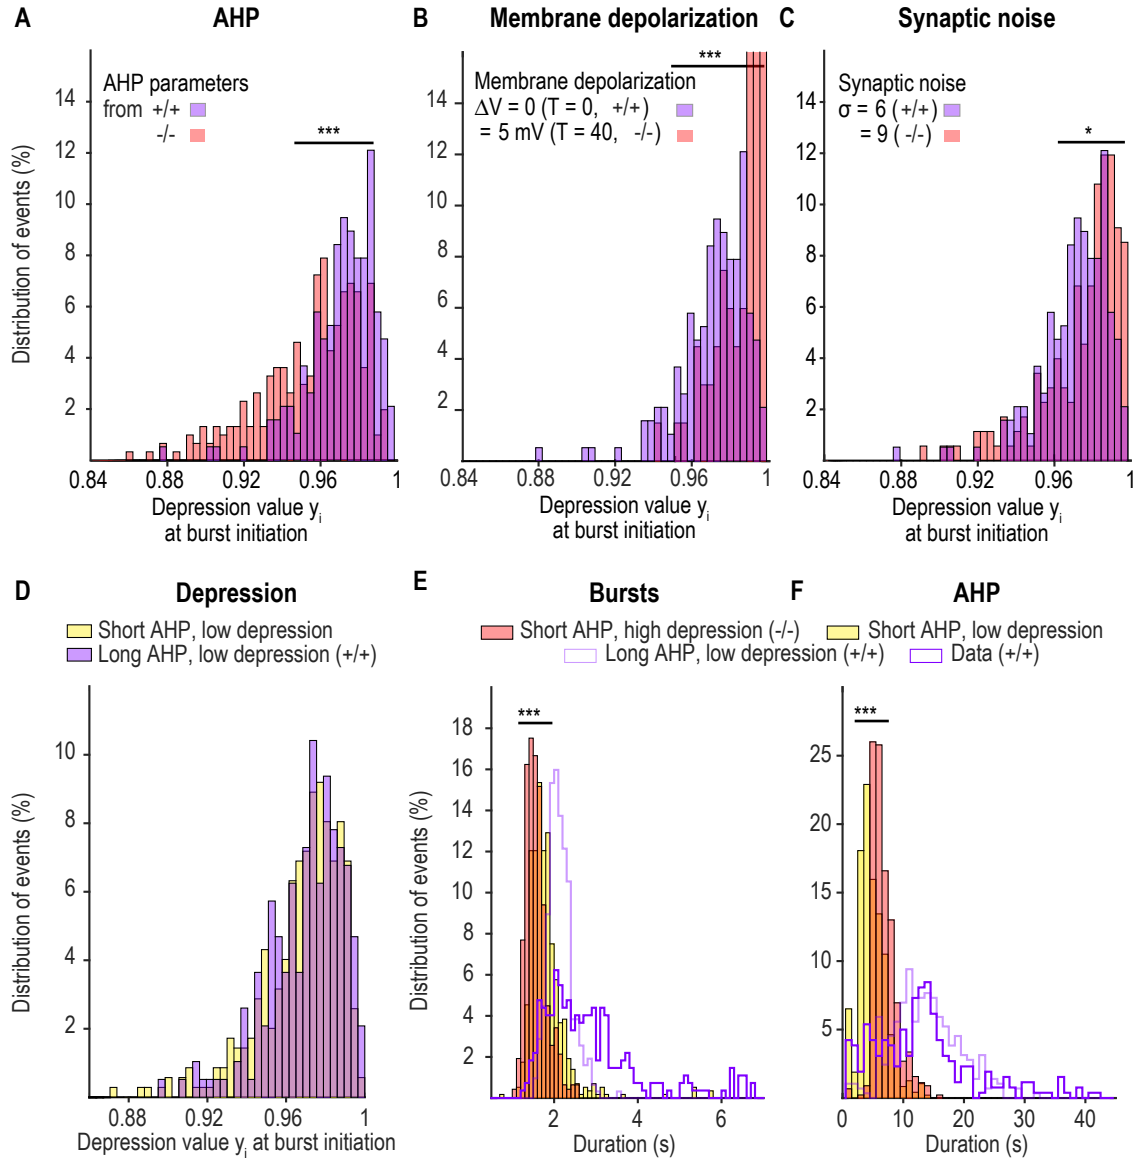 A
AHP
AHP parameters
from +/+
-/-
***
Distribution of events (%)
14
12
10
8
6
4
2
0.84
0.88
0.92
0.96
1
Depression value yi
at burst initiation
B
Membrane depolarization
***
Membrane depolarization
ΔV = 0 (T = 0, +/+)
= 5 mV (T = 40, -/-)
14
12
10
8
6
4
2
0.84
0.88
0.92
0.96
1
Depression value yi
at burst initiation
C
Synaptic noise
Synaptic noise
σ = 6 (+/+)
= 9 (-/-)
*
14
12
10
8
6
4
2
0.84
0.88
0.92
0.96
1
Depression value yi
at burst initiation
D
Depression
Short AHP, low depression
Long AHP, low depression (+/+)
Distribution of events (%)
10
8
6
4
2
0.88
0.92
0.96
1
Depression value yi at burst initiation
E
Bursts
F
AHP
Short AHP, high depression (-/-)
Short AHP, low depression
Long AHP, low depression (+/+)
Data (+/+)
***
Distribution of events (%)
18
16
14
12
10
8
6
4
2
2
4
6
Duration (s)
***
25
20
15
10
5
0
10
20
30
40
Duration (s)